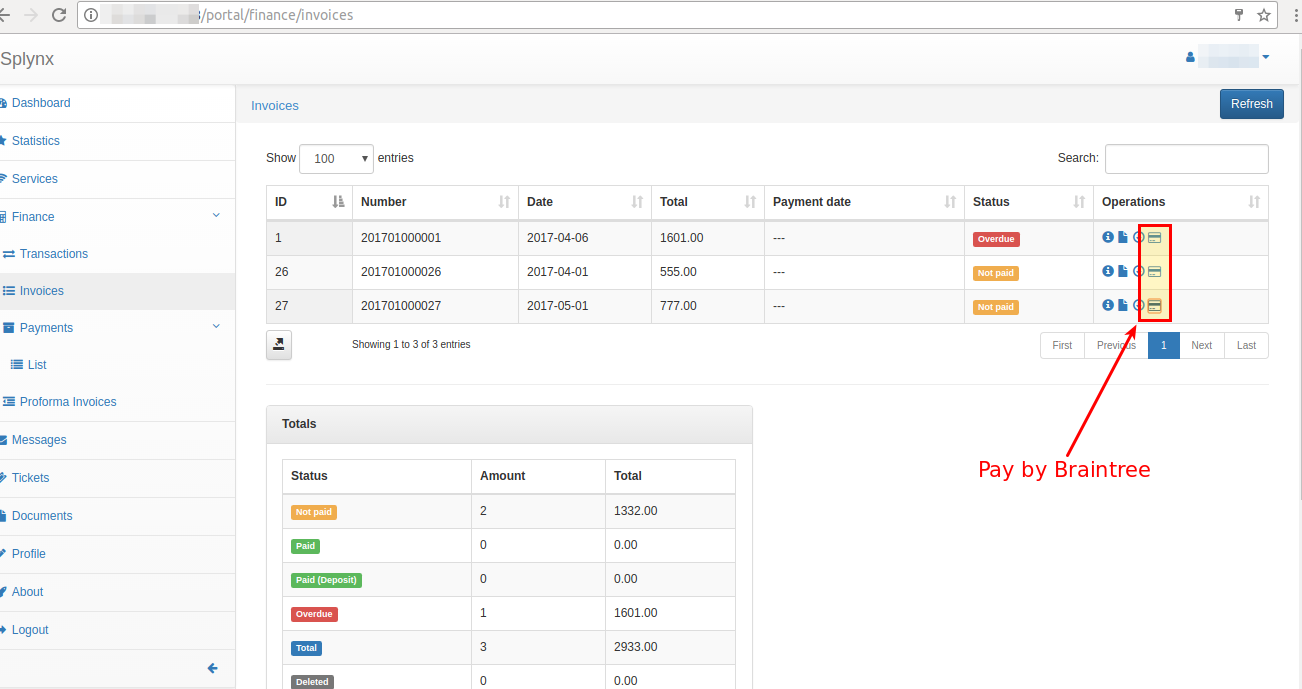 /portal/finance/invoices
Splynx
Dashboard
Statistics
Services
Finance
Transactions
Invoices
Payments
List
Proforma Invoices
Messages
Tickets
Documents
Profile
About
Logout
Invoices
Refresh
Show 100 entries
Search:
ID Number Date Total Payment date Status Operations
1 201701000001 2017-04-06 1601.00 --- Overdue
26 201701000026 2017-04-01 555.00 --- Not paid
27 201701000027 2017-05-01 777.00 --- Not paid
Showing 1 to 3 of 3 entries
First Previous 1 Next Last
Pay by Braintree
Totals
Status Amount Total
Not paid 2 1332.00
Paid 0 0.00
Paid (Deposit) 0 0.00
Overdue 1 1601.00
Total 3 2933.00
Deleted 0 0.00